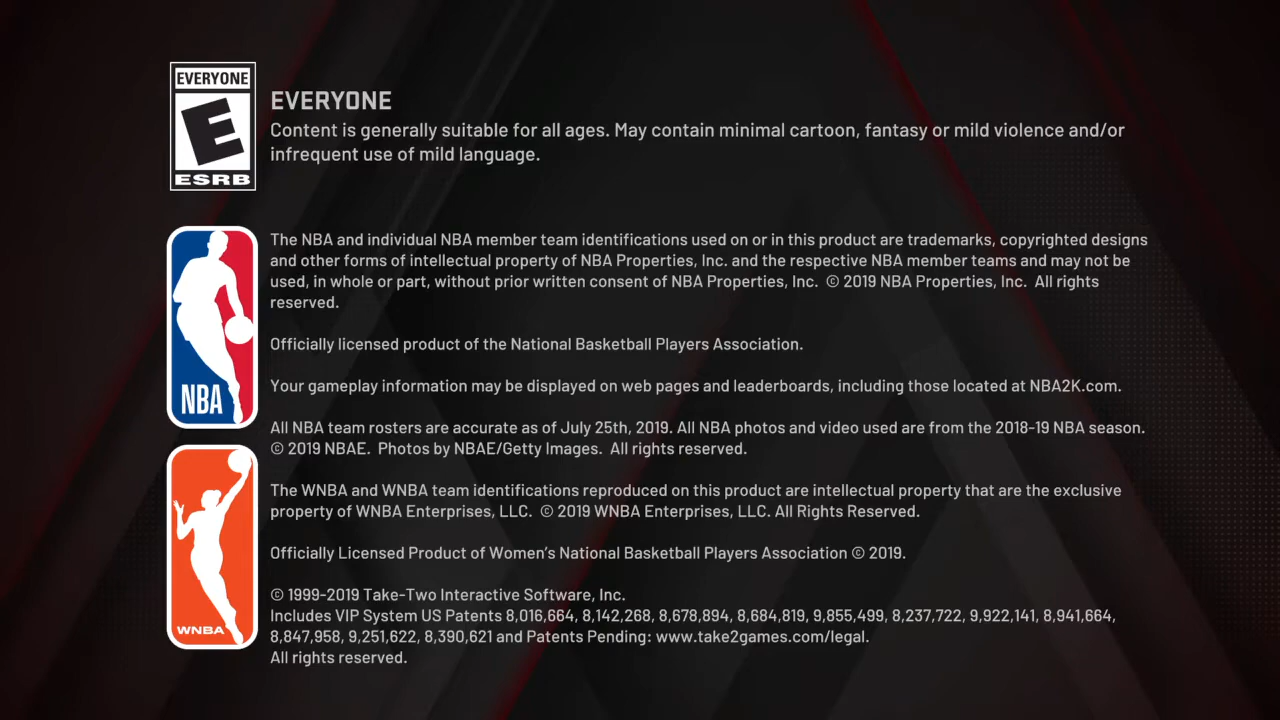 EVERYONE
E
ESRB
EVERYONE
Content is generally suitable for all ages. May contain minimal cartoon, fantasy or mild violence and/or
infrequent use of mild language.
The NBA and individual NBA member team identifications used on or in this product are trademarks, copyrighted designs
and other forms of intellectual property of NBA Properties, Inc. and the respective NBA member teams and may not be
used, in whole or part, without prior written consent of NBA Properties, Inc. © 2019 NBA Properties, Inc. All rights
reserved.
Officially licensed product of the National Basketball Players Association.
Your gameplay information may be displayed on web pages and leaderboards, including those located at NBA2K.com.
NBA
All NBA team rosters are accurate as of July 25th, 2019. All NBA photos and video used are from the 2018-19 NBA season.
© 2019 NBAE. Photos by NBAE/Getty Images. All rights reserved.
The WNBA and WNBA team identifications reproduced on this product are intellectual property that are the exclusive
property of WNBA Enterprises, LLC. © 2019 WNBA Enterprises, LLC. All Rights Reserved.
Officially Licensed Product of Women's National Basketball Players Association © 2019.
© 1999-2019 Take-Two Interactive Software, Inc.
Includes VIP System US Patents 8,016,664, 8,142,268, 8,678,894, 8,684,819, 9,855,499, 8,237,722, 9,922,141, 8,941,664,
WNBA
8,847,958, 9,251,622, 8,390,621 and Patents Pending: www.take2games.com/legal.
All rights reserved.